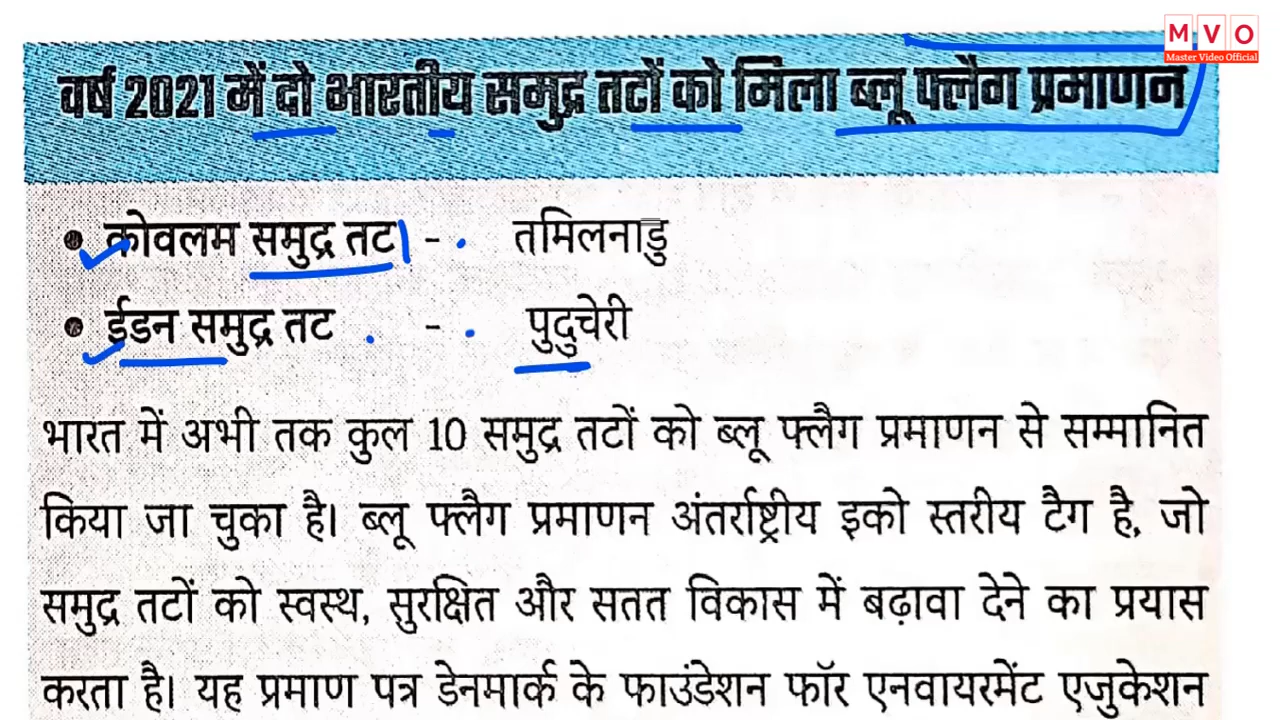 MVO
Master Video Official
वर्ष 2021 में दो भारतीय समुद्र तटों को मिला ब्लू फ्लैग प्रमाणन
• कोवलम समुद्र तट - तमिलनाडु
• ईडन समुद्र तट - पुदुचेरी
भारत में अभी तक कुल 10 समुद्र तटों को ब्लू फ्लैग प्रमाणन से सम्मानित
किया जा चुका है। ब्लू फ्लैग प्रमाणन अंतर्राष्ट्रीय इको स्तरीय टैग है, जो
समुद्र तटों को स्वस्थ, सुरक्षित और सतत विकास में बढ़ावा देने का प्रयास
करता है। यह प्रमाण पत्र डेनमार्क के फाउंडेशन फॉर एनवायरमेंट एजुकेशन